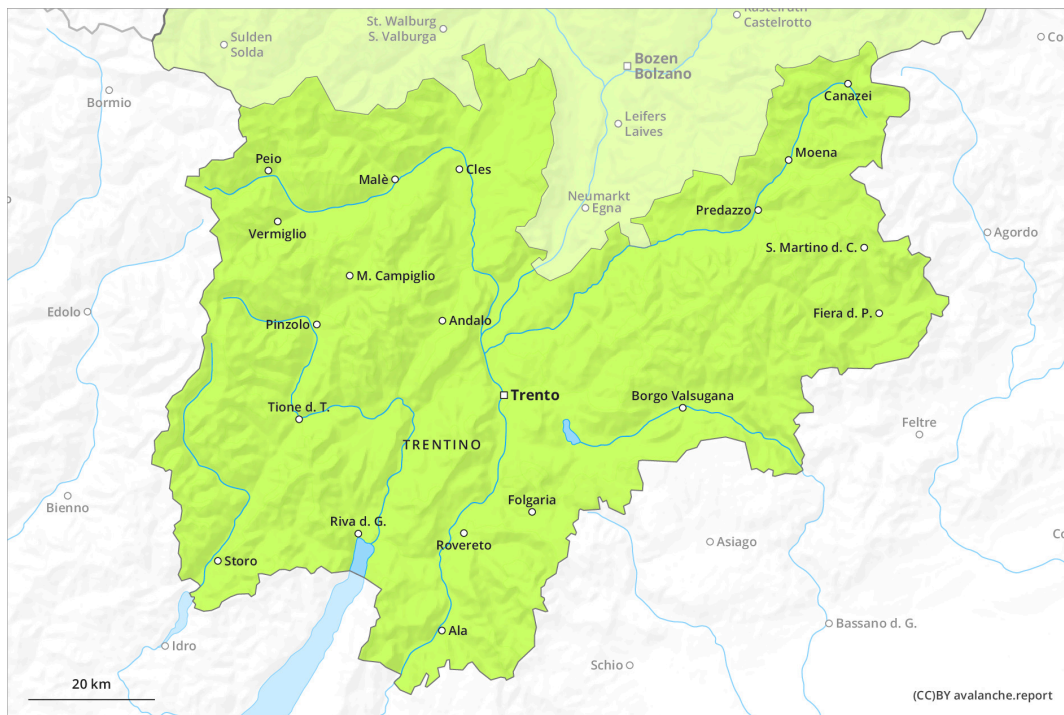 Kastelruth
Castelrotto
St. Walburg
S. Valburga
Sulden
Solda
Bozen
Bolzano
Co
Bormio
Canazei
Leifers
Laives
Moena
Peio
Malè
Cles
Neumarkt
Egna
Predazzo
Vermiglio
Agordo
S. Martino d. C.
M. Campiglio
Edolo
Pinzolo
Andalo
Fiera d. P.
Trento
Borgo Valsugana
Tione d. T.
Feltre
TRENTINO
Bienno
Folgaria
Riva d. G.
Rovereto
Asiago
Storo
Ala
Bassano d. G.
Idro
Schio
20 km
(CC)BY avalanche.report